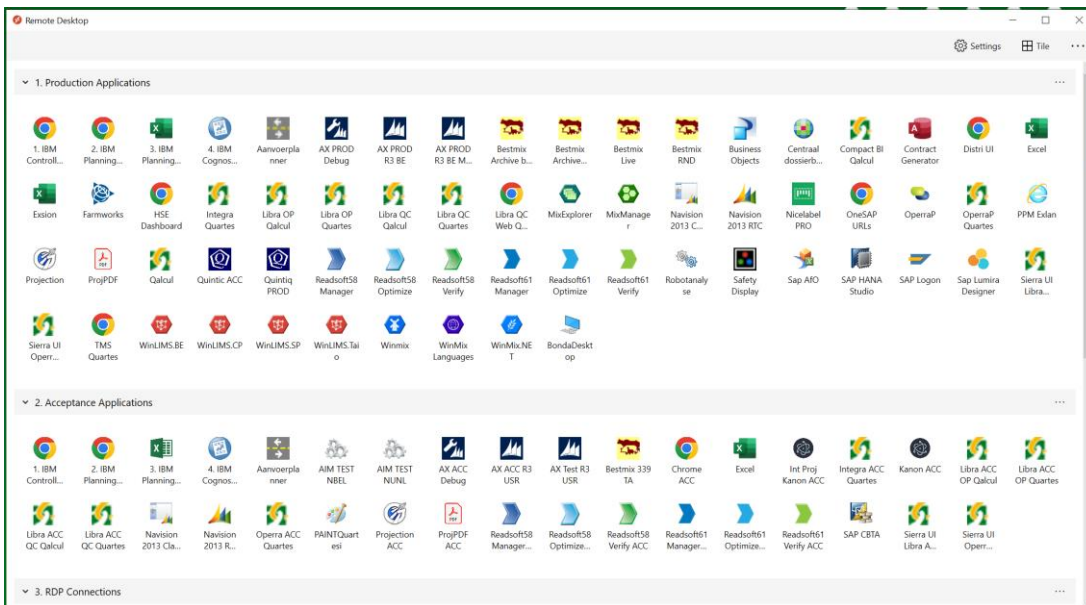 Remote Desktop
Settings Tile
1. Production Applications
1. IBM Controll... 2. IBM Planning... 3. IBM Planning... 4. IBM Cognos... Aanvoerpla nner AX PROD Debug AX PROD R3 BE AX PROD R3 BE M... Bestmix Archive b... Bestmix Archive... Bestmix Live Bestmix RND Business Objects Centraal dossierb... Compact BI Qalcul Contract Generator Distri UI Excel
Exsion Farmworks HSE Dashboard Integra Quartes Libra OP Qalcul Libra OP Quartes Libra QC Qalcul Libra QC Quartes Libra QC Web Q... MixExplorer MixManage r Navision 2013 C... Navision 2013 RTC Nicelabel PRO OneSAP URLs OperraP OperraP Quartes PPM Exlan
Projection ProjPDF Qalcul Quintic ACC Quintiq PROD Readsoft58 Manager Readsoft58 Optimize Readsoft58 Verify Readsoft61 Manager Readsoft61 Optimize Readsoft61 Verify Robotanaly se Safety Display Sap AfO SAP HANA Studio SAP Logon Sap Lumira Designer Sierra UI Libra...
Sierra UI Operr... TMS Quartes WinLIMS.BE WinLIMS.CP WinLIMS.SP WinLIMS.Tai o Winmix WinMix Languages WinMix.NE T BondaDeskt op
2. Acceptance Applications
1. IBM Controll... 2. IBM Planning... 3. IBM Planning... 4. IBM Cognos... Aanvoerpla nner AIM TEST NBEL AIM TEST NUNL AX ACC Debug AX ACC R3 USR AX Test R3 USR Bestmix 339 TA Chrome ACC Excel Int Proj Kanon ACC Integra ACC Quartes Kanon ACC Libra ACC OP Qalcul Libra ACC OP Quartes
Libra ACC QC Qalcul Libra ACC QC Quartes Navision 2013 Cla... Navision 2013 R... Operra ACC Quartes PAINTQuart esi Projection ACC ProjPDF ACC Readsoft58 Manager... Readsoft58 Optimize... Readsoft58 Verify ACC Readsoft61 Manager... Readsoft61 Optimize... Readsoft61 Verify ACC SAP CBTA Sierra UI Libra A... Sierra UI Operr...
3. RDP Connections